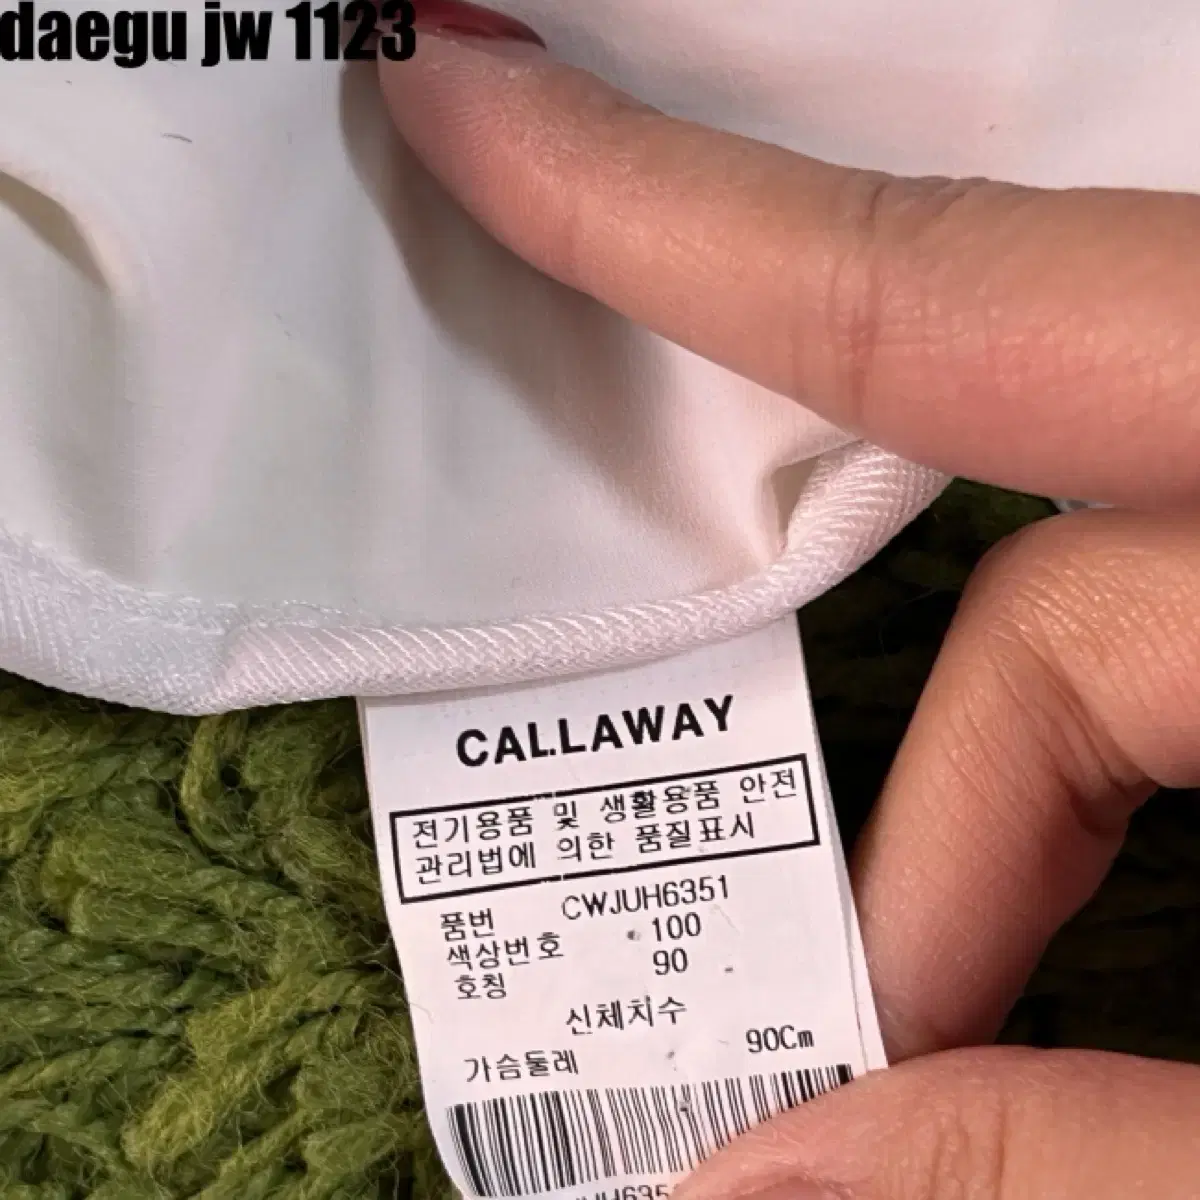 daegu jw 1123
CALLAWAY
전기용품 및 생활용품 안전
관리법에 의한 품질표시
품번 CWJUH6351
색상번호 100
호칭 90
신체치수
가슴둘레 90Cm